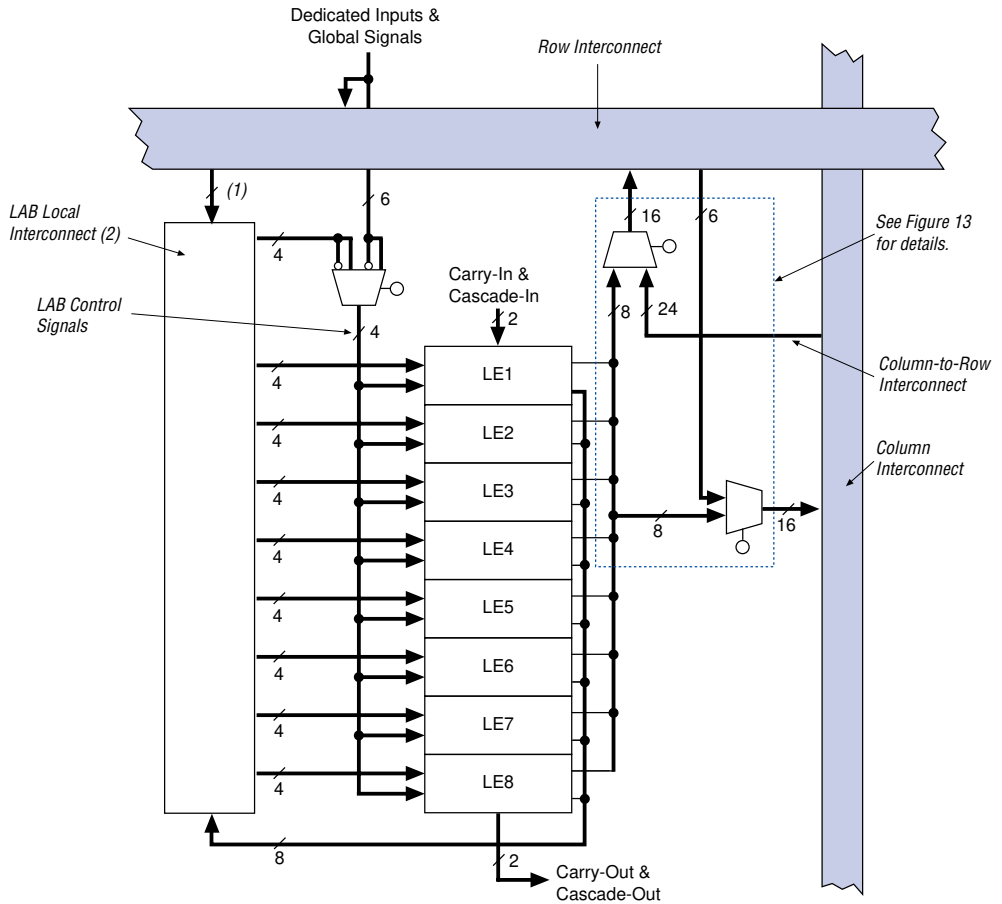 Dedicated Inputs &
Global Signals
Row Interconnect
(1)
6
16
6
LAB Local
Interconnect (2)
See Figure 13
for details.
4
Carry-In &
Cascade-In
LAB Control
Signals
4
2
8
24
Column-to-Row
Interconnect
LE1
4
LE2
4
Column
Interconnect
LE3
4
8
16
LE4
4
LE5
4
LE6
4
LE7
4
LE8
4
8
2
Carry-Out &
Cascade-Out